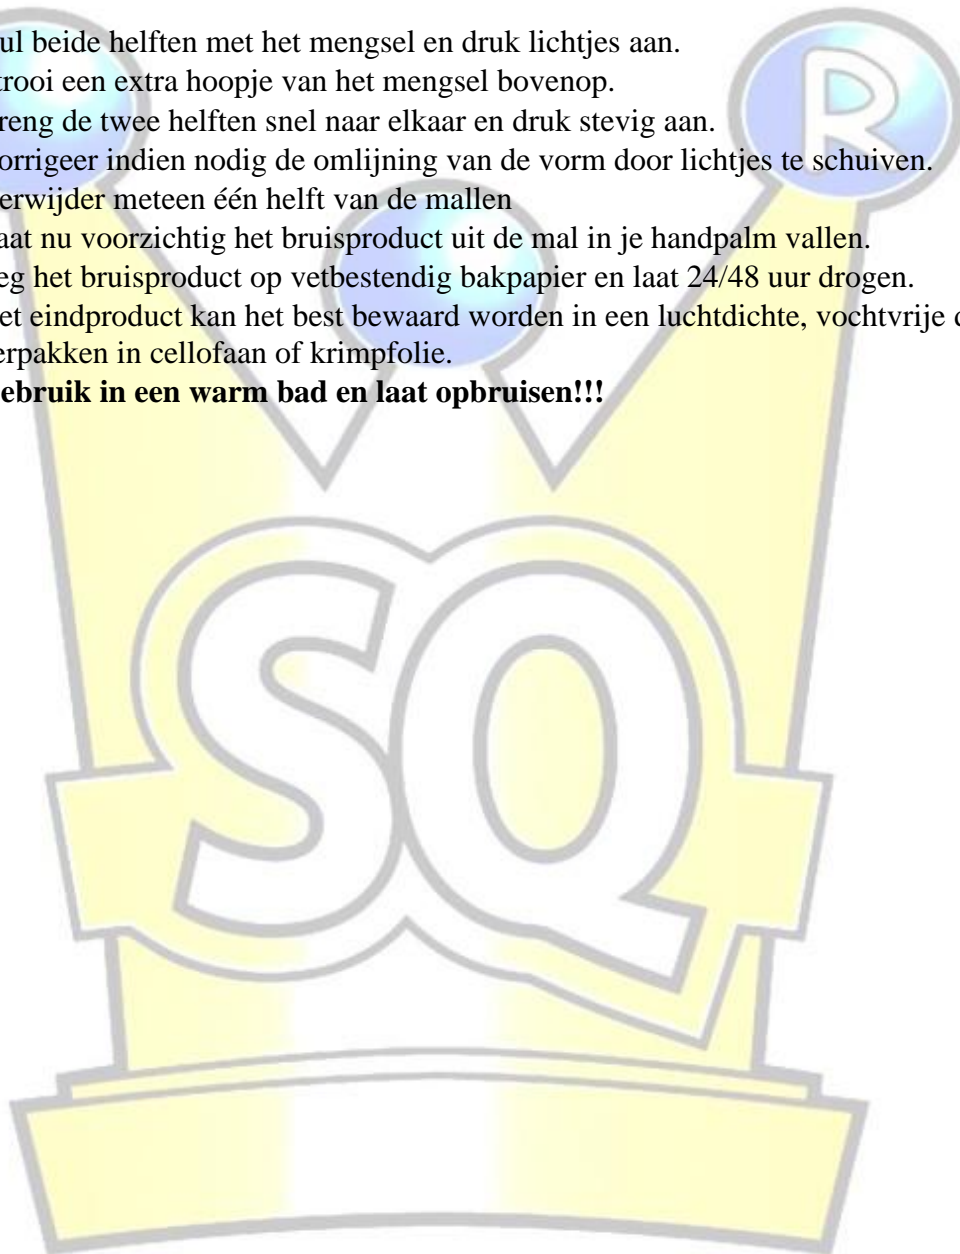 ul beide helften met het mengsel en druk lichtjes aan.
trooi een extra hoopje van het mengsel bovenop.
reng de twee helften snel naar elkaar en druk stevig aan.
orrigeer indien nodig de omlijning van de vorm door lichtjes te schuiven.
erwijder meteen één helft van de mallen
aat nu voorzichtig het bruisproduct uit de mal in je handpalm vallen.
eg het bruisproduct op vetbestendig bakpapier en laat 24/48 uur drogen.
et eindproduct kan het best bewaard worden in een luchtdichte, vochtvrije
erpakken in cellofaan of krimpfolie.
ebruik in een warm bad en laat opbruisen!!!
R
SQ